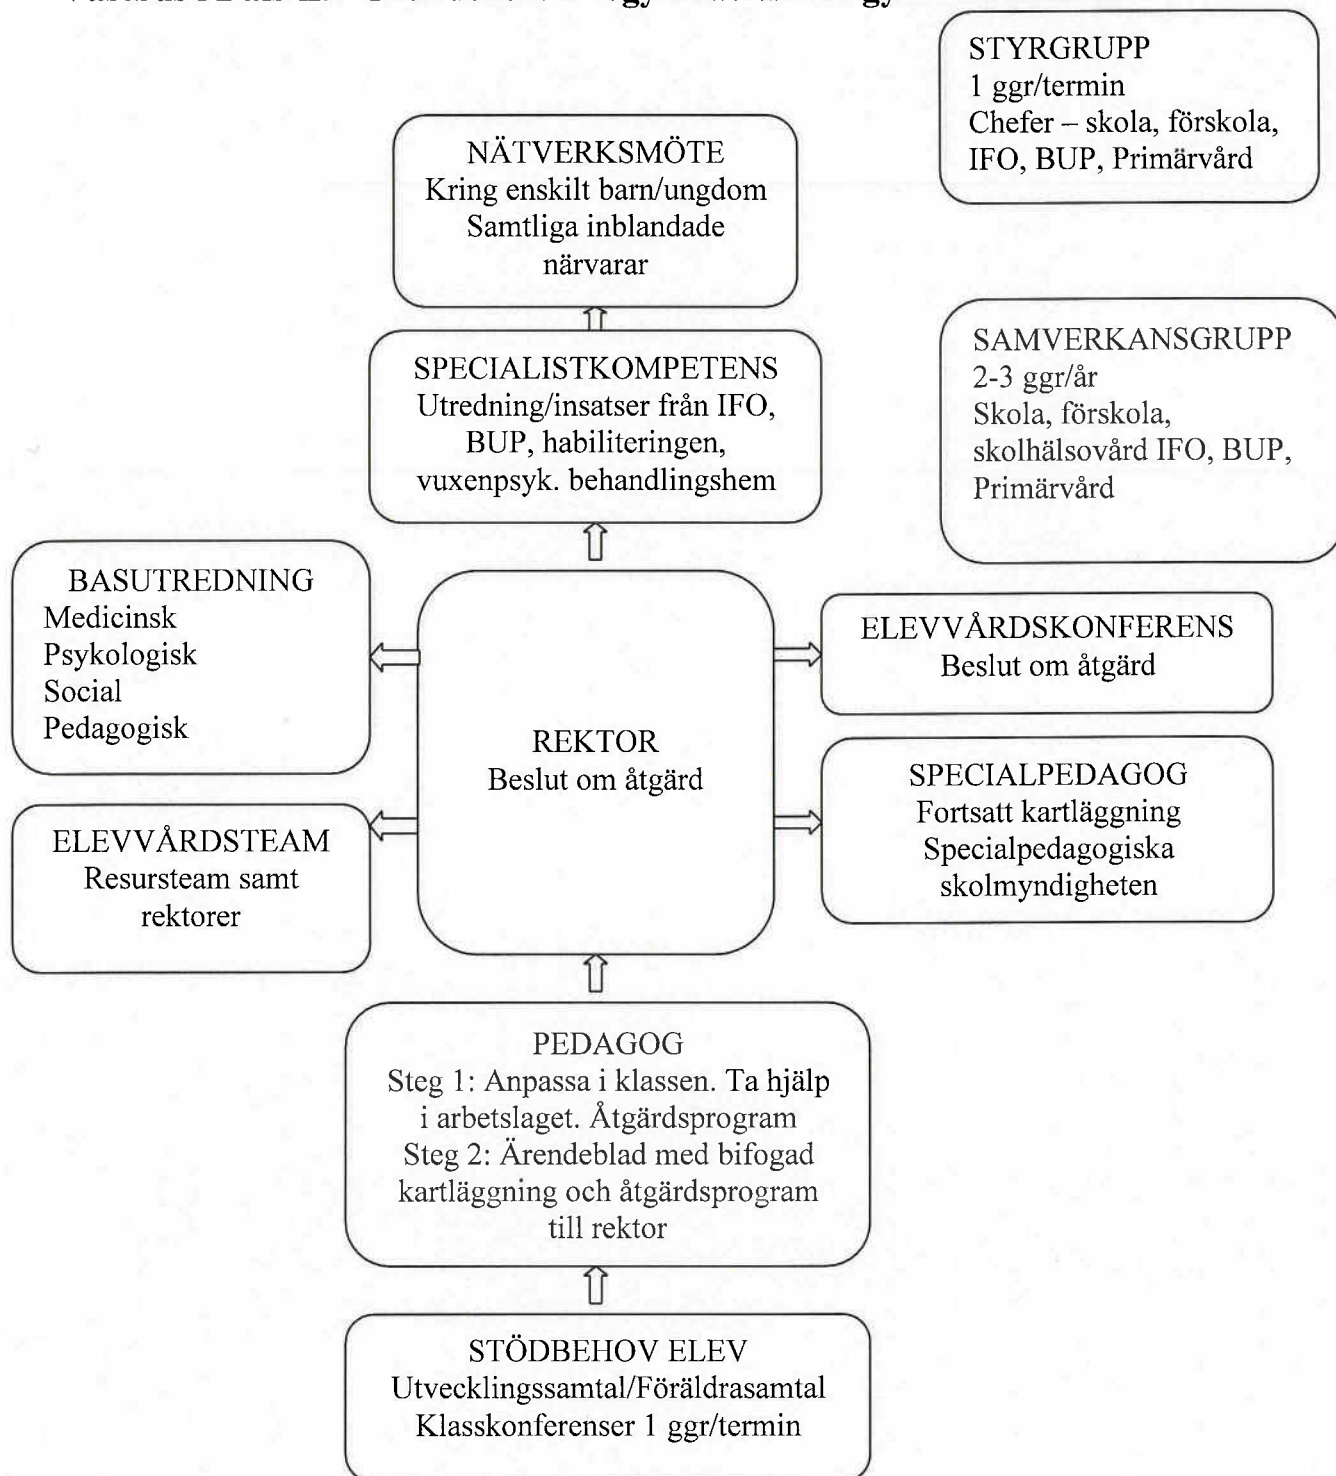 STYRGRUPP
1 ggr/termin
Chefer – skola, förskola,
IFO, BUP, Primärvård
NÄTVERKSMÖTE
Kring enskilt barn/ungdom
Samtliga inblandade
närvarar
SPECIALISTKOMPETENS
Utredning/insatser från IFO,
BUP, habiliteringen,
vuxenpsyk. behandlingshem
SAMVERKANSGRUPP
2-3 ggr/år
Skola, förskola,
skolhälsovård IFO, BUP,
Primärvård
BASUTREDNING
Medicinsk
Psykologisk
Social
Pedagogisk
REKTOR
Beslut om åtgärd
ELEVVÅRDSKONFERENS
Beslut om åtgärd
ELEVVÅRDSTEAM
Resursteam samt
rektorer
SPECIALPEDAGOG
Fortsatt kartläggning
Specialpedagogiska
skolmyndigheten
PEDAGOG
Steg 1: Anpassa i klassen. Ta hjälp
i arbetslaget. Åtgärdsprogram
Steg 2: Ärendeblad med bifogad
kartläggning och åtgärdsprogram
till rektor
STÖDBEHOV ELEV
Utvecklingssamtal/Föräldrasamtal
Klasskonferenser 1 ggr/termin